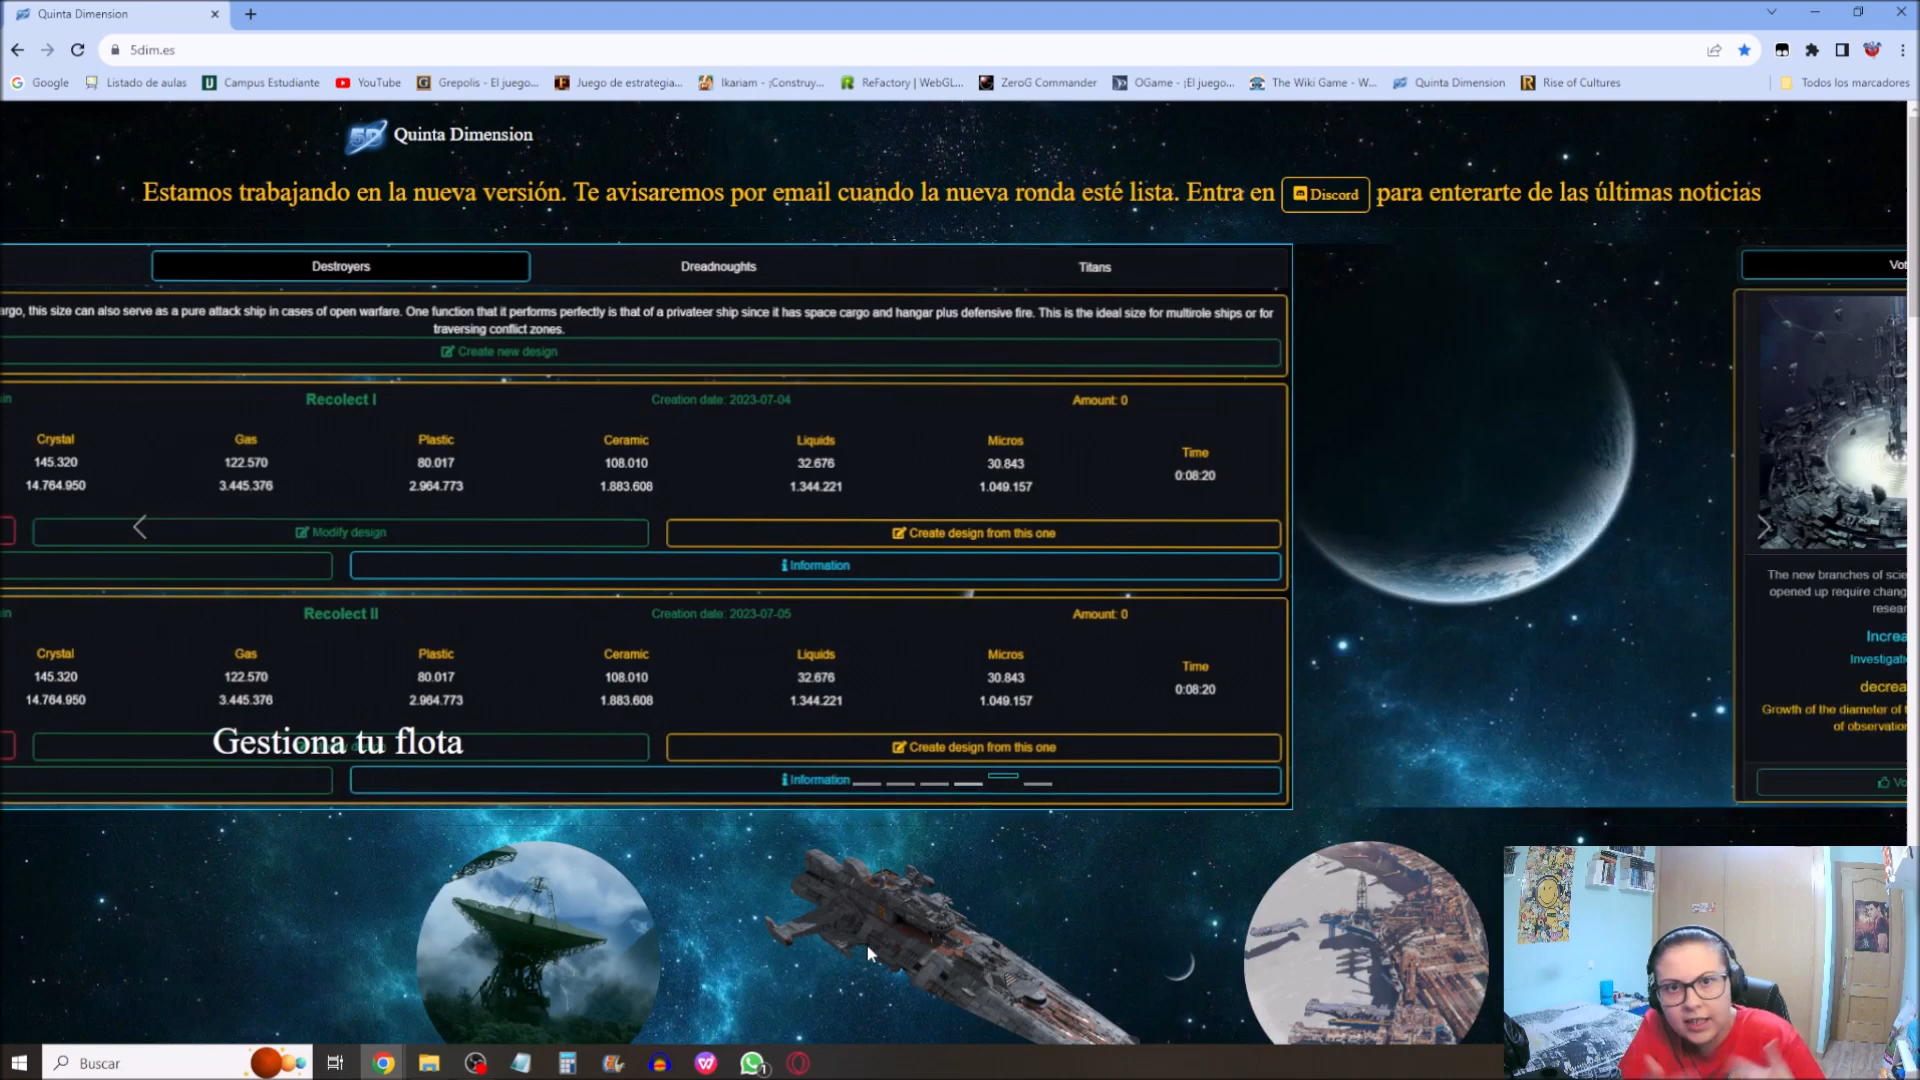 Quinta Dimension
5dim.es
Google
Listado de aulas
Campus Estudiante
YouTube
Grepolis - El juego...
Juego de estrategia...
Ikariam - ¡Construy...
ReFactory | WebGL...
ZeroG Commander
OGame - ¡El juego...
The Wiki Game - W...
Quinta Dimension
Rise of Cultures
Todos los marcadores
5D Quinta Dimension
Estamos trabajando en la nueva versión. Te avisaremos por email cuando la nueva ronda esté lista. Entra en Discord para enterarte de las últimas noticias
Destroyers
Dreadnoughts
Titans
argo, this size can also serve as a pure attack ship in cases of open warfare. One function that it performs perfectly is that of a privateer ship since it has space cargo and hangar plus defensive fire. This is the ideal size for multirole ships or for
traversing conflict zones.
Create new design
Recolect I
Creation date: 2023-07-04
Amount: 0
Crystal Gas Plastic Ceramic Liquids Micros Time
145.320 122.570 80.017 108.010 32.676 30.843 0:08:20
14.764.950 3.445.376 2.964.773 1.883.608 1.344.221 1.049.157
Modify design
Create design from this one
Information
Recolect II
Creation date: 2023-07-05
Amount: 0
Crystal Gas Plastic Ceramic Liquids Micros Time
145.320 122.570 80.017 108.010 32.676 30.843 0:08:20
14.764.950 3.445.376 2.964.773 1.883.608 1.344.221 1.049.157
Gestiona tu flota
Create design from this one
Information
Vot
The new branches of scie
opened up require chang
resear
Increa
Investigati
decrea
Growth of the diameter of t
of observation
Vo
Buscar
1